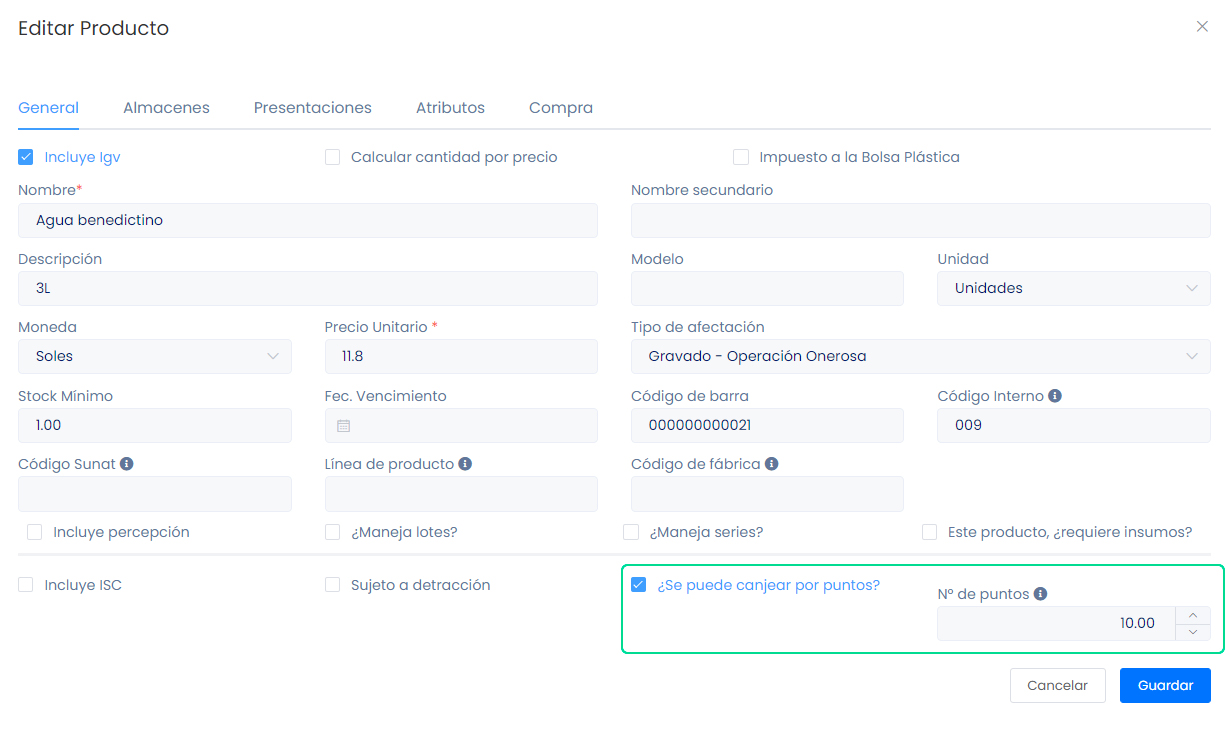 Editar Producto
General Almacenes Presentaciones Atributos Compra
Incluye Igv Calcular cantidad por precio Impuesto a la Bolsa Plástica
Nombre* Nombre secundario
Agua benedictino
Descripción Modelo Unidad
3L Unidades
Moneda Precio Unitario * Tipo de afectación
Soles 11.8 Gravado - Operación Onerosa
Stock Mínimo Fec. Vencimiento Código de barra Código Interno
1.00 000000000021 009
Código Sunat Línea de producto Código de fábrica
Incluye percepción ¿Maneja lotes? ¿Maneja series? Este producto, ¿requiere insumos?
Incluye ISC Sujeto a detracción ¿Se puede canjear por puntos? N° de puntos
10.00
Cancelar Guardar